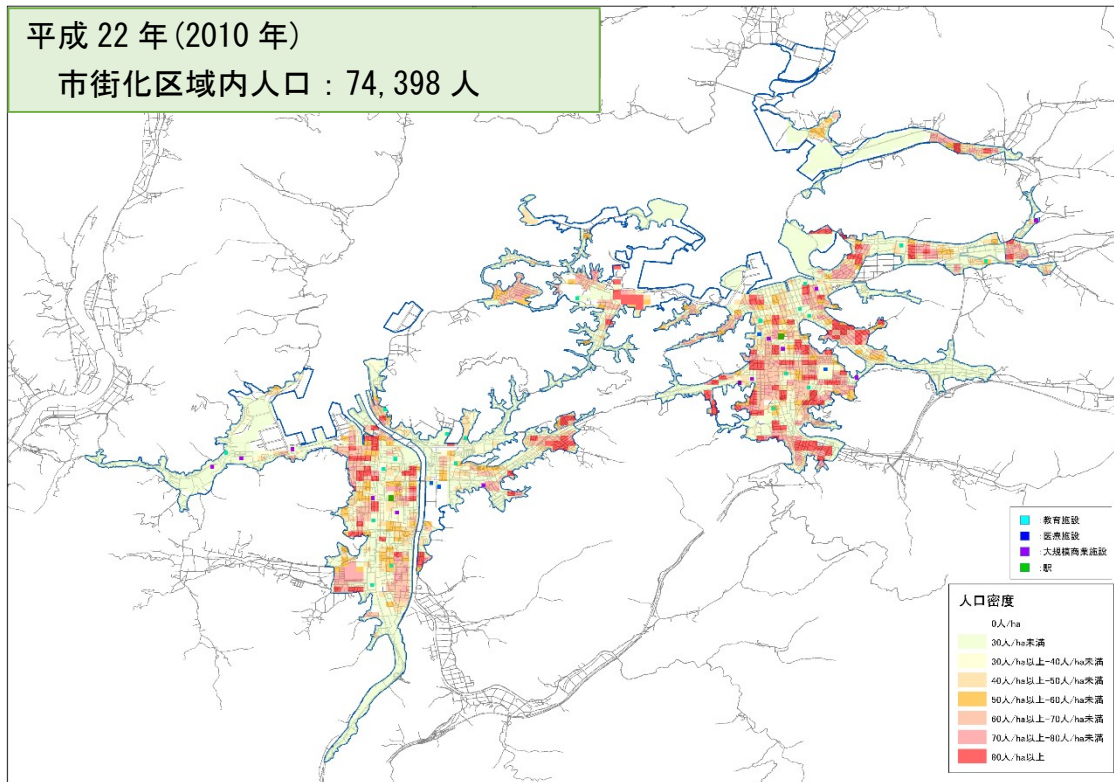 平成 22 年(2010 年)
市街化区域内人口：74,398 人
:教育施設
:医療施設
:大規模商業施設
:駅
人口密度
0人/ha
30人/ha未満
30人/ha以上-40人/ha未満
40人/ha以上-50人/ha未満
50人/ha以上-60人/ha未満
60人/ha以上-70人/ha未満
70人/ha以上-80人/ha未満
80人/ha以上